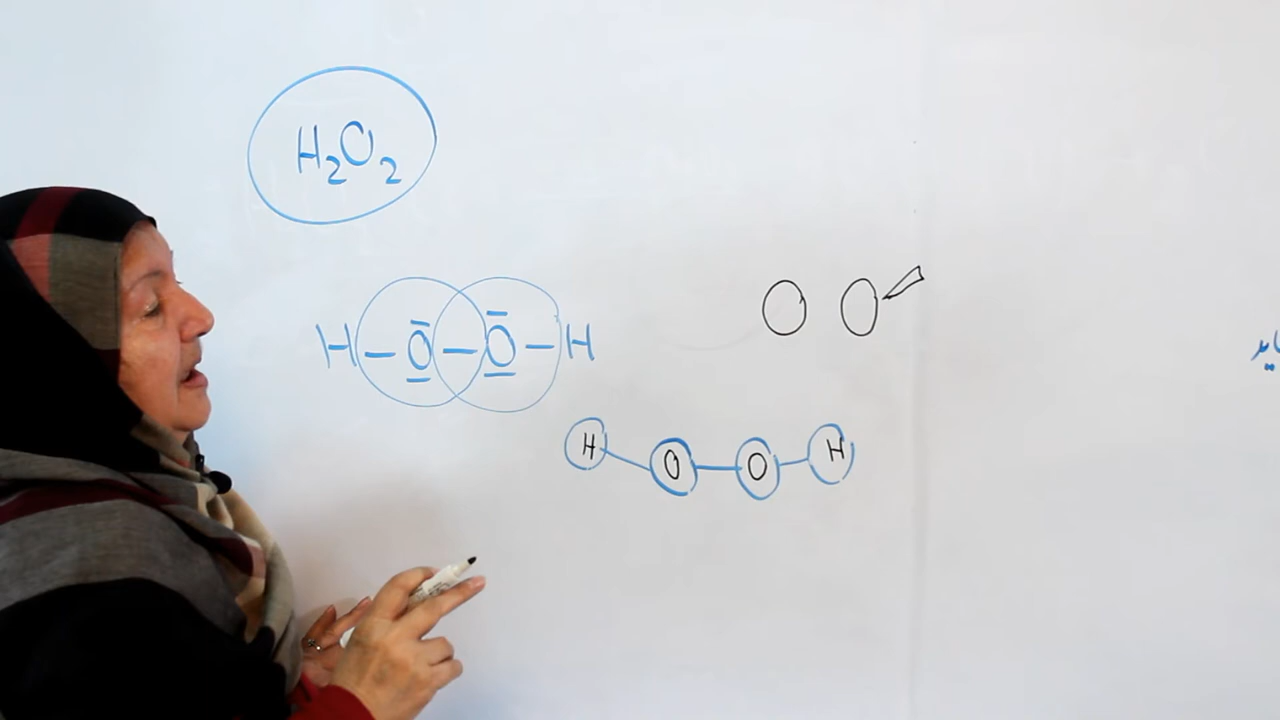 H₂O₂
H-O-O-H
O O
H O O H